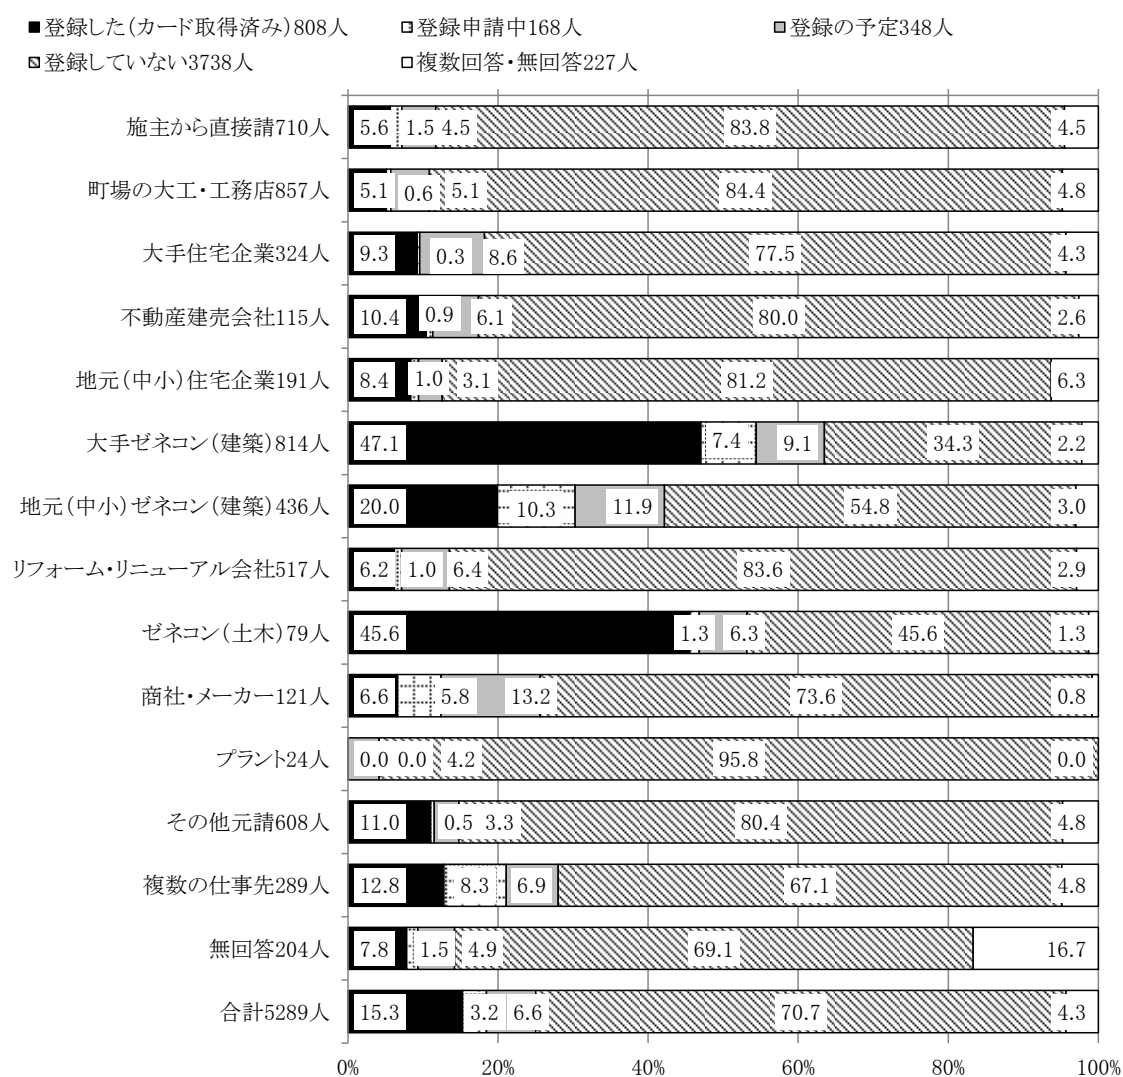 登録した(カード取得済み)808人 登録申請中168人 登録の予定348人
登録していない3738人 複数回答・無回答227人
施主から直接請710人 5.6 1.5 4.5 83.8 4.5
町場の大工・工務店857人 5.1 0.6 5.1 84.4 4.8
大手住宅企業324人 9.3 0.3 8.6 77.5 4.3
不動産建売会社115人 10.4 0.9 6.1 80.0 2.6
地元(中小)住宅企業191人 8.4 1.0 3.1 81.2 6.3
大手ゼネコン(建築)814人 47.1 7.4 9.1 34.3 2.2
地元(中小)ゼネコン(建築)436人 20.0 10.3 11.9 54.8 3.0
リフォーム・リニューアル会社517人 6.2 1.0 6.4 83.6 2.9
ゼネコン(土木)79人 45.6 1.3 6.3 45.6 1.3
商社・メーカー121人 6.6 5.8 13.2 73.6 0.8
プラント24人 0.0 0.0 4.2 95.8 0.0
その他元請608人 11.0 0.5 3.3 80.4 4.8
複数の仕事先289人 12.8 8.3 6.9 67.1 4.8
無回答204人 7.8 1.5 4.9 69.1 16.7
合計5289人 15.3 3.2 6.6 70.7 4.3
0% 20% 40% 60% 80% 100%